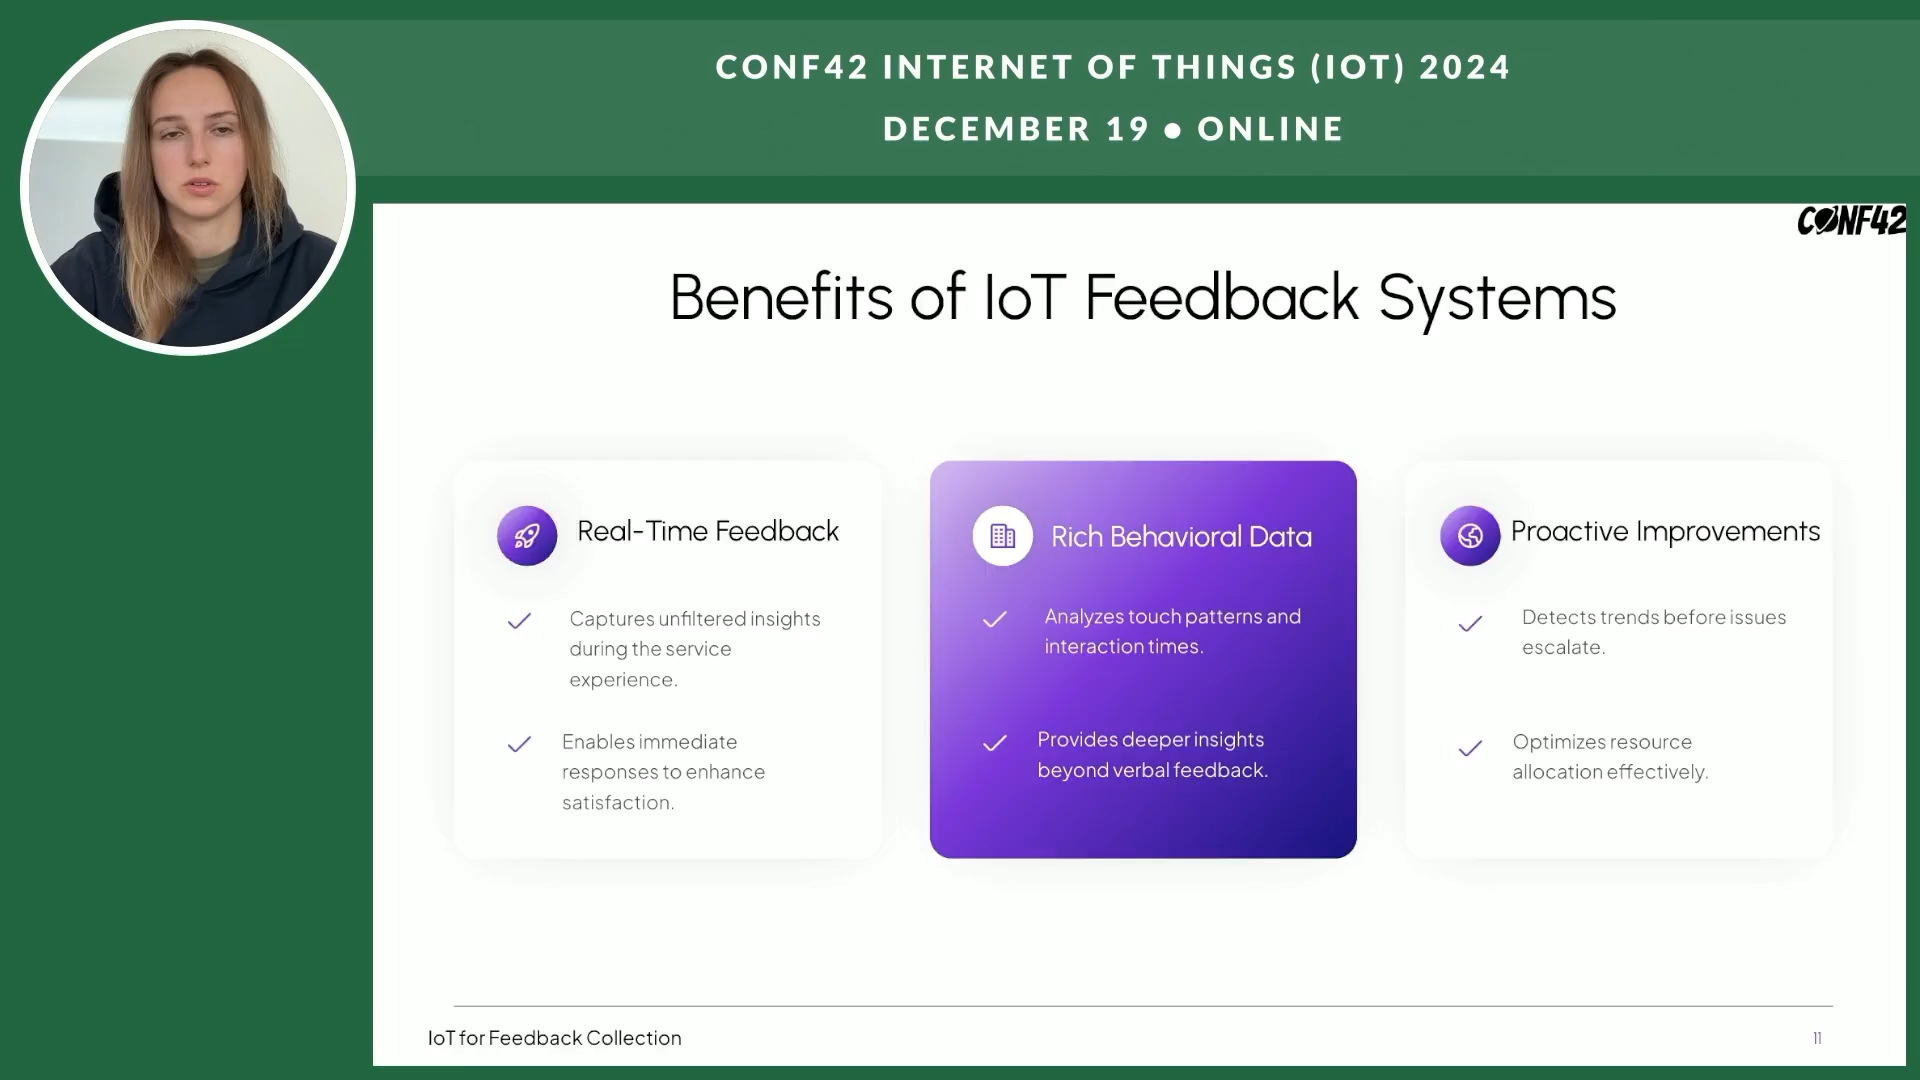 CONF42 INTERNET OF THINGS (IOT) 2024
DECEMBER 19 ● ONLINE
CONF42
Benefits of IoT Feedback Systems
Real-Time Feedback
Captures unfiltered insights
during the service
experience.
Enables immediate
responses to enhance
satisfaction.
Rich Behavioral Data
Analyzes touch patterns and
interaction times.
Provides deeper insights
beyond verbal feedback.
Proactive Improvements
Detects trends before issues
escalate.
Optimizes resource
allocation effectively.
IoT for Feedback Collection
11